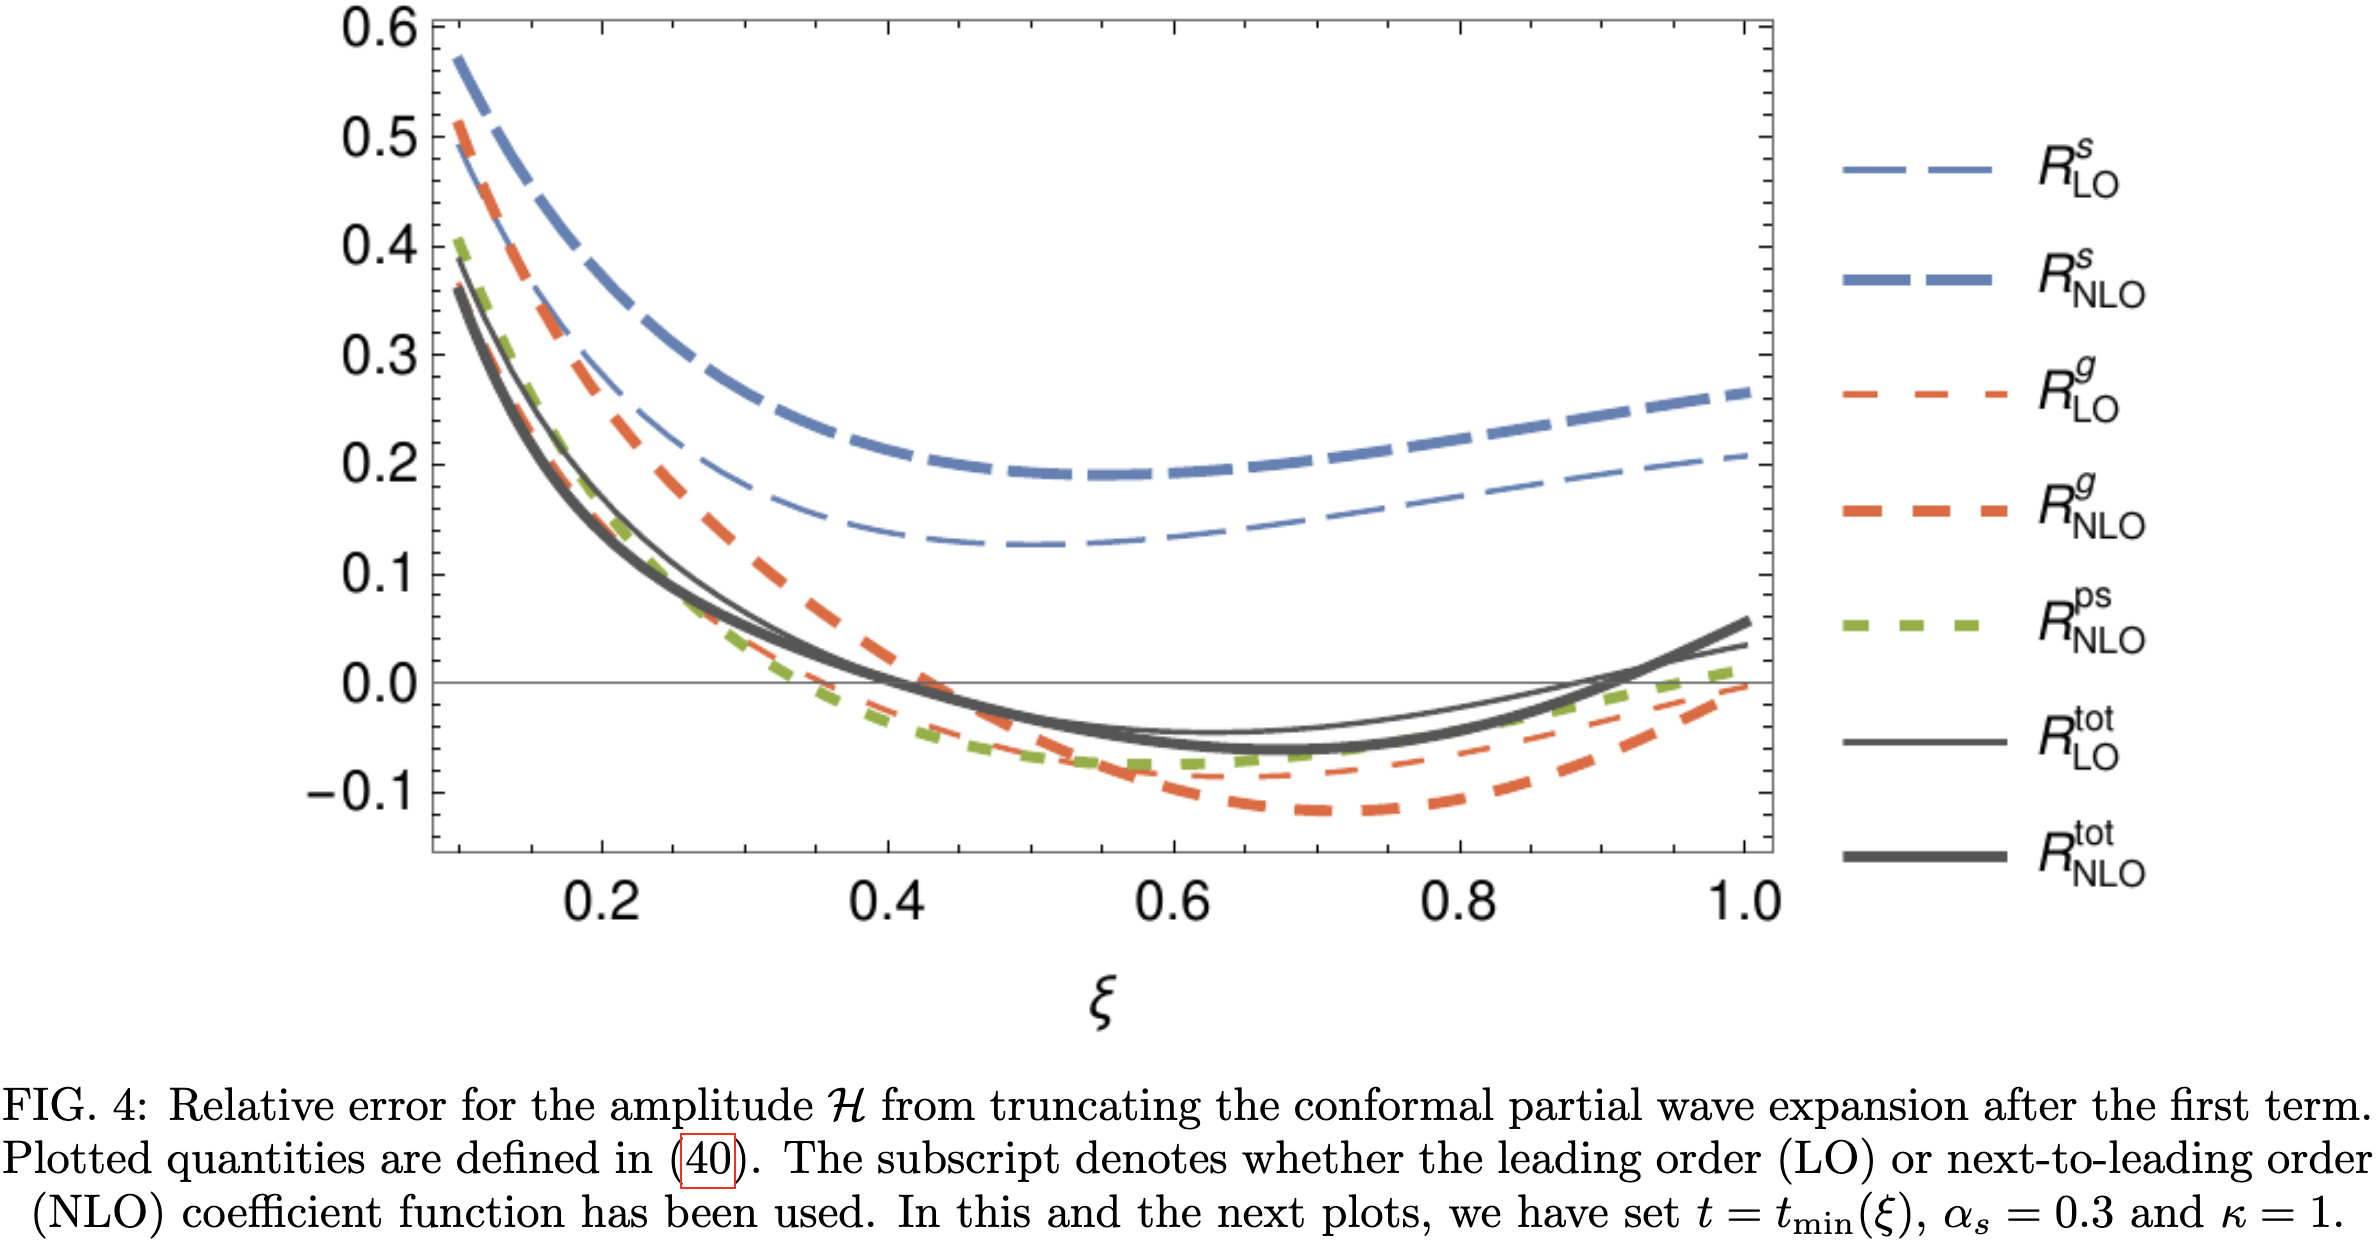 0.6
0.5
0.4
0.3
0.2
0.1
0.0
−0.1
0.2 0.4 0.6 0.8 1.0
ξ
R^s_LO
R^s_NLO
R^g_LO
R^g_NLO
R^ps_NLO
R^tot_LO
R^tot_NLO
FIG. 4: Relative error for the amplitude ℋ from truncating the conformal partial wave expansion after the first term.
Plotted quantities are defined in (40). The subscript denotes whether the leading order (LO) or next-to-leading order
(NLO) coefficient function has been used. In this and the next plots, we have set t = t_min(ξ), α_s = 0.3 and κ = 1.